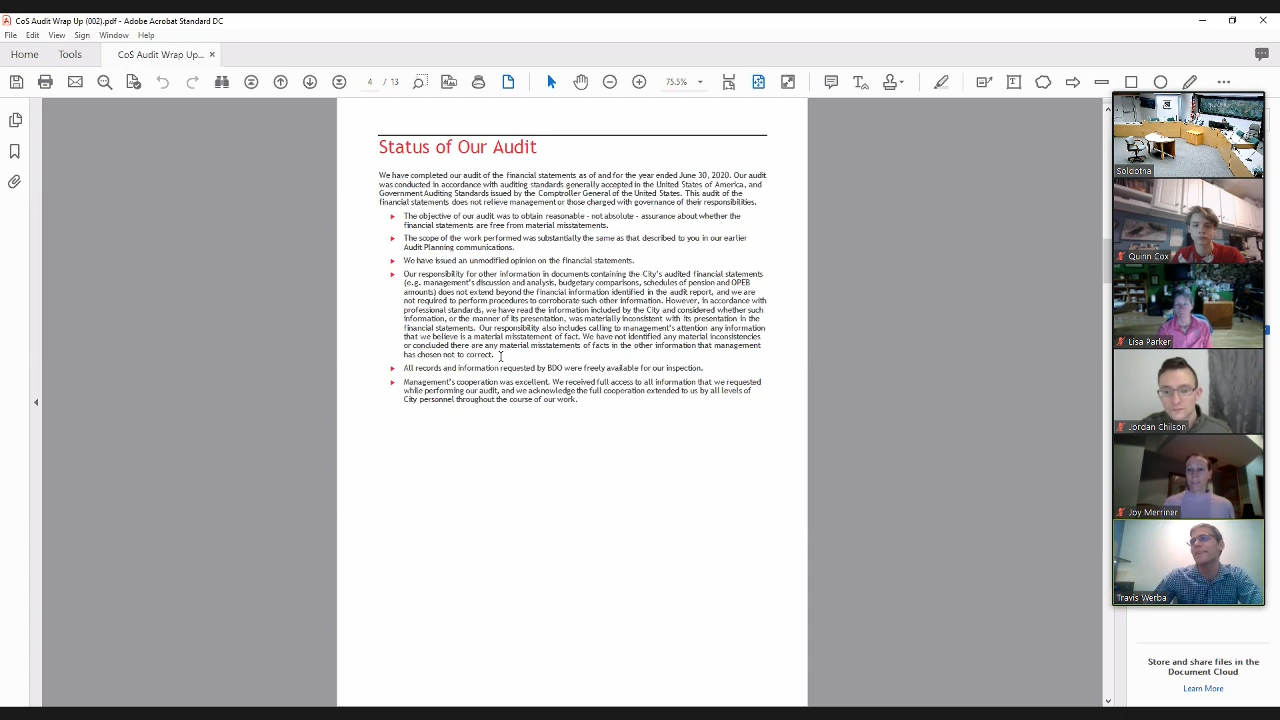 CoS Audit Wrap Up (002).pdf - Adobe Acrobat Standard DC
File Edit View Sign Window Help
Home Tools CoS Audit Wrap Up... ×
4 / 13 75.5%
Status of Our Audit
We have completed our audit of the financial statements as of and for the year ended June 30, 2020. Our audit
was conducted in accordance with auditing standards generally accepted in the United States of America, and
Government Auditing Standards issued by the Comptroller General of the United States. This audit of the
financial statements does not relieve management or those charged with governance of their responsibilities.
The objective of our audit was to obtain reasonable - not absolute - assurance about whether the
financial statements are free from material misstatements.
The scope of the work performed was substantially the same as that described to you in our earlier
Audit Planning communications.
We have issued an unmodified opinion on the financial statements.
Our responsibility for other information in documents containing the City's audited financial statements
(e.g. management's discussion and analysis, budgetary comparisons, schedules of pension and OPEB
amounts) does not extend beyond the financial information identified in the audit report, and we are
not required to perform procedures to corroborate such other information. However, in accordance with
professional standards, we have read the information included by the City and considered whether such
information, or the manner of its presentation, was materially inconsistent with its presentation in the
financial statements. Our responsibility also includes calling to management's attention any information
that we believe is a material misstatement of fact. We have not identified any material inconsistencies
or concluded there are any material misstatements of facts in the other information that management
has chosen not to correct.
All records and information requested by BDO were freely available for our inspection.
Management's cooperation was excellent. We received full access to all information that we requested
while performing our audit, and we acknowledge the full cooperation extended to us by all levels of
City personnel throughout the course of our work.
Soldotna
Quinn Cox
Lisa Parker
Jordan Chilson
Joy Merriner
Travis Werba
Store and share files in the
Document Cloud
Learn More